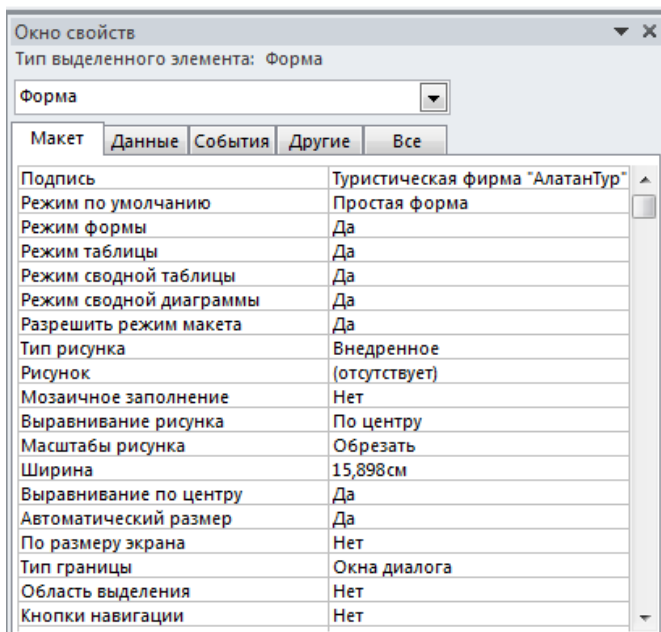 Окно свойств
Тип выделенного элемента: Форма
Форма
Макет Данные События Другие Все
Подпись Туристическая фирма "АлатанТур"
Режим по умолчанию Простая форма
Режим формы Да
Режим таблицы Да
Режим сводной таблицы Да
Режим сводной диаграммы Да
Разрешить режим макета Да
Тип рисунка Внедренное
Рисунок (отсутствует)
Мозаичное заполнение Нет
Выравнивание рисунка По центру
Масштабы рисунка Обрезать
Ширина 15,898см
Выравнивание по центру Да
Автоматический размер Да
По размеру экрана Нет
Тип границы Окна диалога
Область выделения Нет
Кнопки навигации Нет